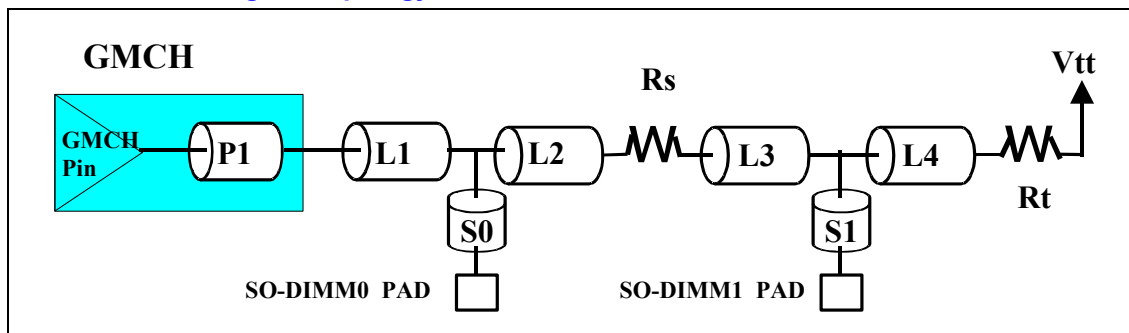 GMCH
Rs
Vtt
GMCH
Pin
P1
L1
L2
L3
L4
Rt
S0
S1
SO-DIMM0 PAD
SO-DIMM1 PAD